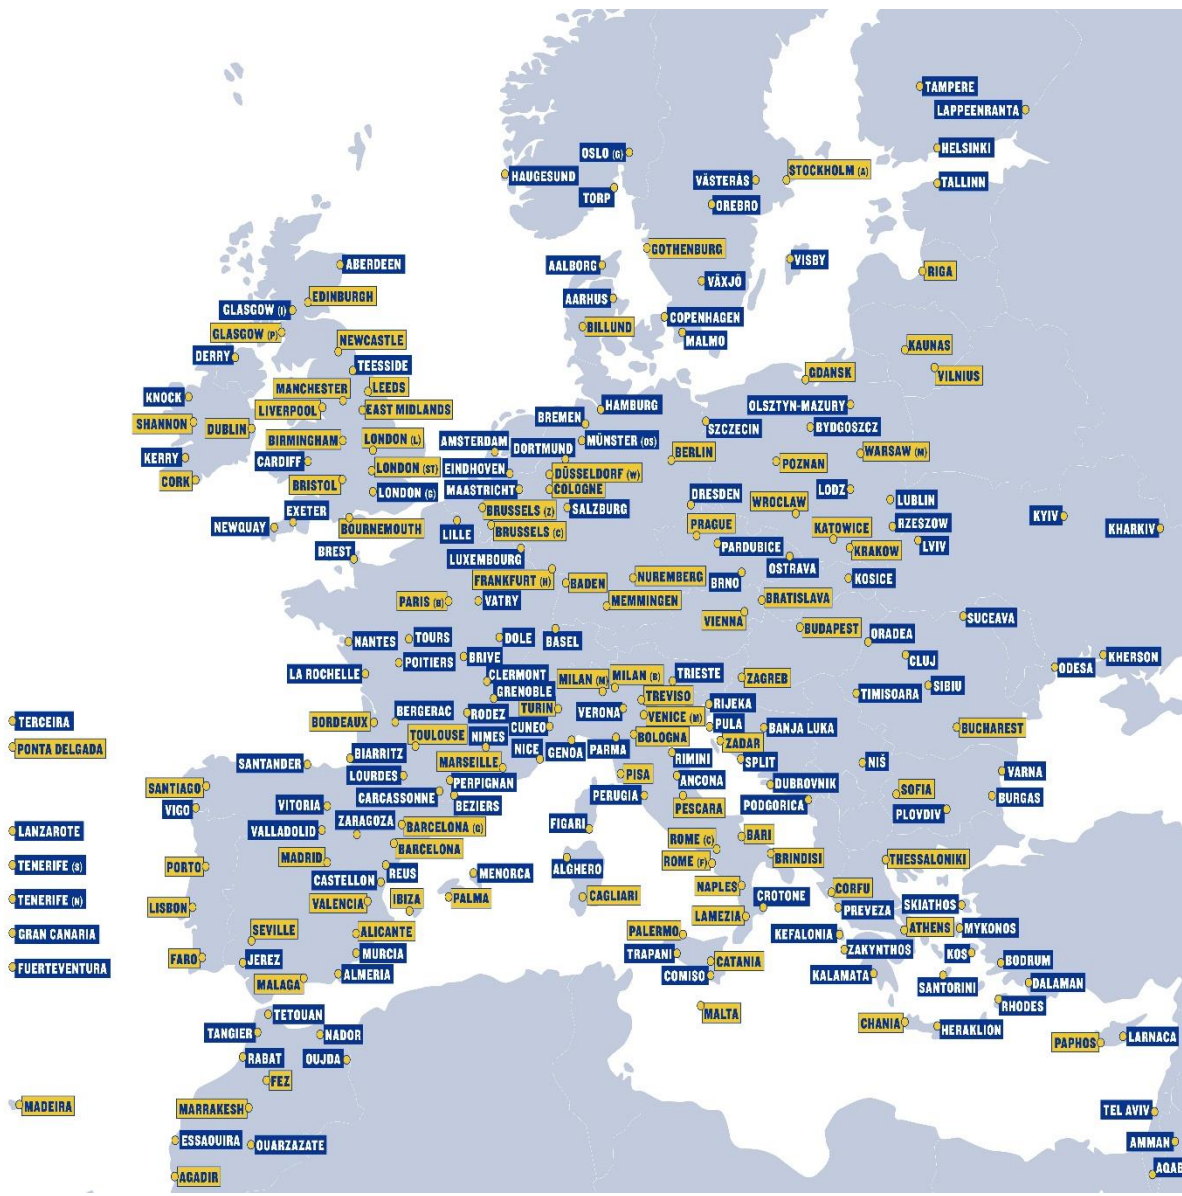 TAMPERE
LAPPEENRANTA
HELSINKI
OSLO (G)
STOCKHOLM (A)
HAUGESUND
VÄSTERÅS
TALLINN
TORP
OREBRO
GOTHENBURG
VISBY
ABERDEEN
AALBORG
RIGA
VÄXJÖ
EDINBURGH
AARHUS
GLASGOW (I)
COPENHAGEN
BILLUND
GLASGOW (P)
NEWCASTLE
MALMO
KAUNAS
DERRY
TEESSIDE
GDANSK
VILNIUS
MANCHESTER
LEEDS
KNOCK
LIVERPOOL
EAST MIDLANDS
HAMBURG
OLSZTYN-MAZURY
BREMEN
SHANNON
DUBLIN
SZCZECIN
BYDGOSZCZ
BIRMINGHAM
LONDON (L)
AMSTERDAM
DORTMUND
MÜNSTER (OS)
BERLIN
WARSAW (M)
KERRY
CARDIFF
LONDON (ST)
EINDHOVEN
DÜSSELDORF (W)
POZNAN
CORK
BRISTOL
LONDON (G)
MAASTRICHT
COLOGNE
DRESDEN
LODZ
WROCLAW
LUBLIN
EXETER
BRUSSELS (Z)
SALZBURG
KYIV
NEWQUAY
BOURNEMOUTH
LILLE
BRUSSELS (C)
PRAGUE
KATOWICE
RZESZOW
KHARKIV
BREST
LUXEMBOURG
PARDUBICE
KRAKOW
LVIV
OSTRAVA
FRANKFURT (H)
BADEN
NUREMBERG
BRNO
KOSICE
PARIS (B)
VATRY
MEMMINGEN
BRATISLAVA
VIENNA
SUCEAVA
BUDAPEST
NANTES
TOURS
DOLE
BASEL
ORADEA
POITIERS
BRIVE
CLUJ
KHERSON
ODESA
LA ROCHELLE
CLERMONT
MILAN (M)
MILAN (B)
TRIESTE
ZAGREB
SIBIU
GRENOBLE
TREVISO
TIMISOARA
TERCEIRA
BORDEAUX
BERGERAC
RODEZ
TURIN
VERONA
VENICE (M)
RIJEKA
CUNEO
PULA
BANJA LUKA
BUCHAREST
TOULOUSE
NIMES
BOLOGNA
ZADAR
PONTA DELGADA
BIARRITZ
NICE
GENOA
PARMA
RIMINI
SPLIT
SANTANDER
MARSEILLE
NIŠ
LOURDES
PERPIGNAN
PISA
ANCONA
DUBROVNIK
VARNA
SANTIAGO
CARCASSONNE
BEZIERS
PERUGIA
PESCARA
PODGORICA
SOFIA
BURGAS
VIGO
VITORIA
ZARAGOZA
PLOVDIV
LANZAROTE
VALLADOLID
BARCELONA (G)
FIGARI
ROME (C)
BARI
BARCELONA
MADRID
TENERIFE (S)
PORTO
REUS
MENORCA
ALGHERO
ROME (F)
BRINDISI
THESSALONIKI
CASTELLON
TENERIFE (N)
LISBON
VALENCIA
IBIZA
PALMA
CAGLIARI
NAPLES
CROTONE
CORFU
PREVEZA
SKIATHOS
LAMEZIA
GRAN CANARIA
SEVILLE
ALICANTE
PALERMO
KEFALONIA
ATHENS
MYKONOS
FARO
JEREZ
MURCIA
TRAPANI
CATANIA
ZAKYNTHOS
KOS
BODRUM
FUERTEVENTURA
MALAGA
ALMERIA
COMISO
KALAMATA
SANTORINI
DALAMAN
TETOUAN
MALTA
RHODES
TANGIER
NADOR
CHANIA
HERAKLION
LARNACA
PAPHOS
RABAT
OUJDA
FEZ
MADEIRA
MARRAKESH
TEL AVIV
ESSAOUIRA
OUARZAZATE
AMMAN
AGADIR
AQAB